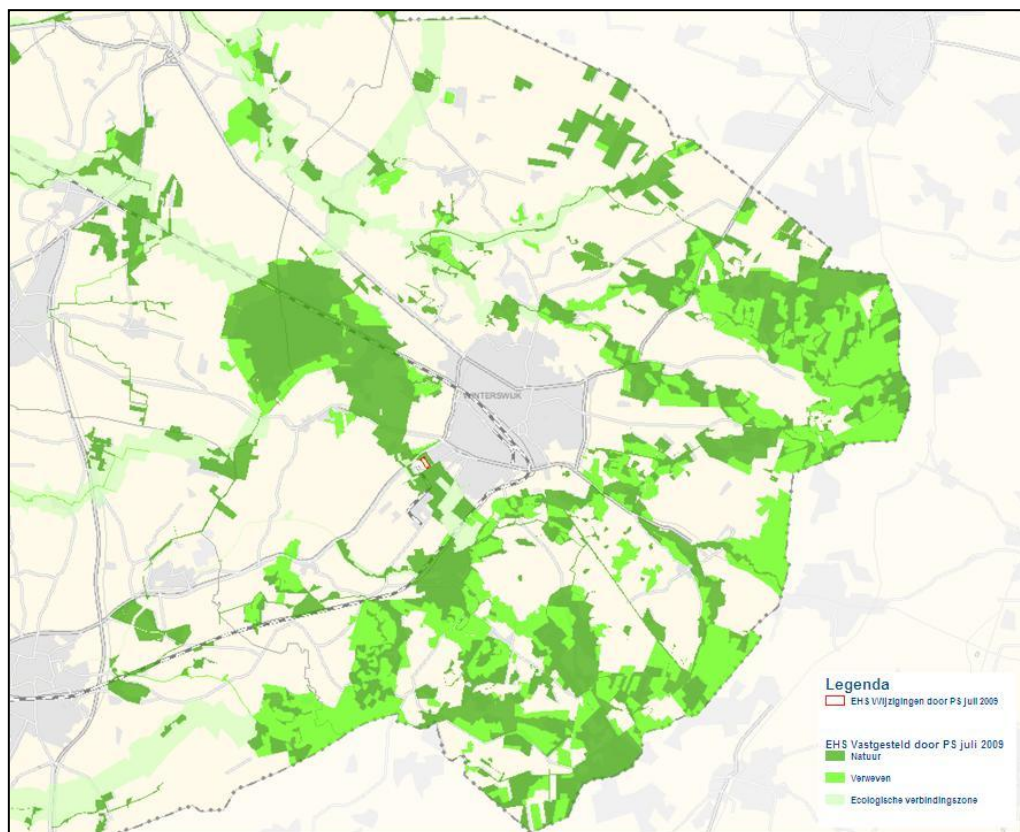 WINTERSWIJK
Legenda
EHS Wijzigingen door PS juli 2009
EHS Vastgesteld door PS juli 2009
Natuur
Verweven
Ecologische verbindingszone